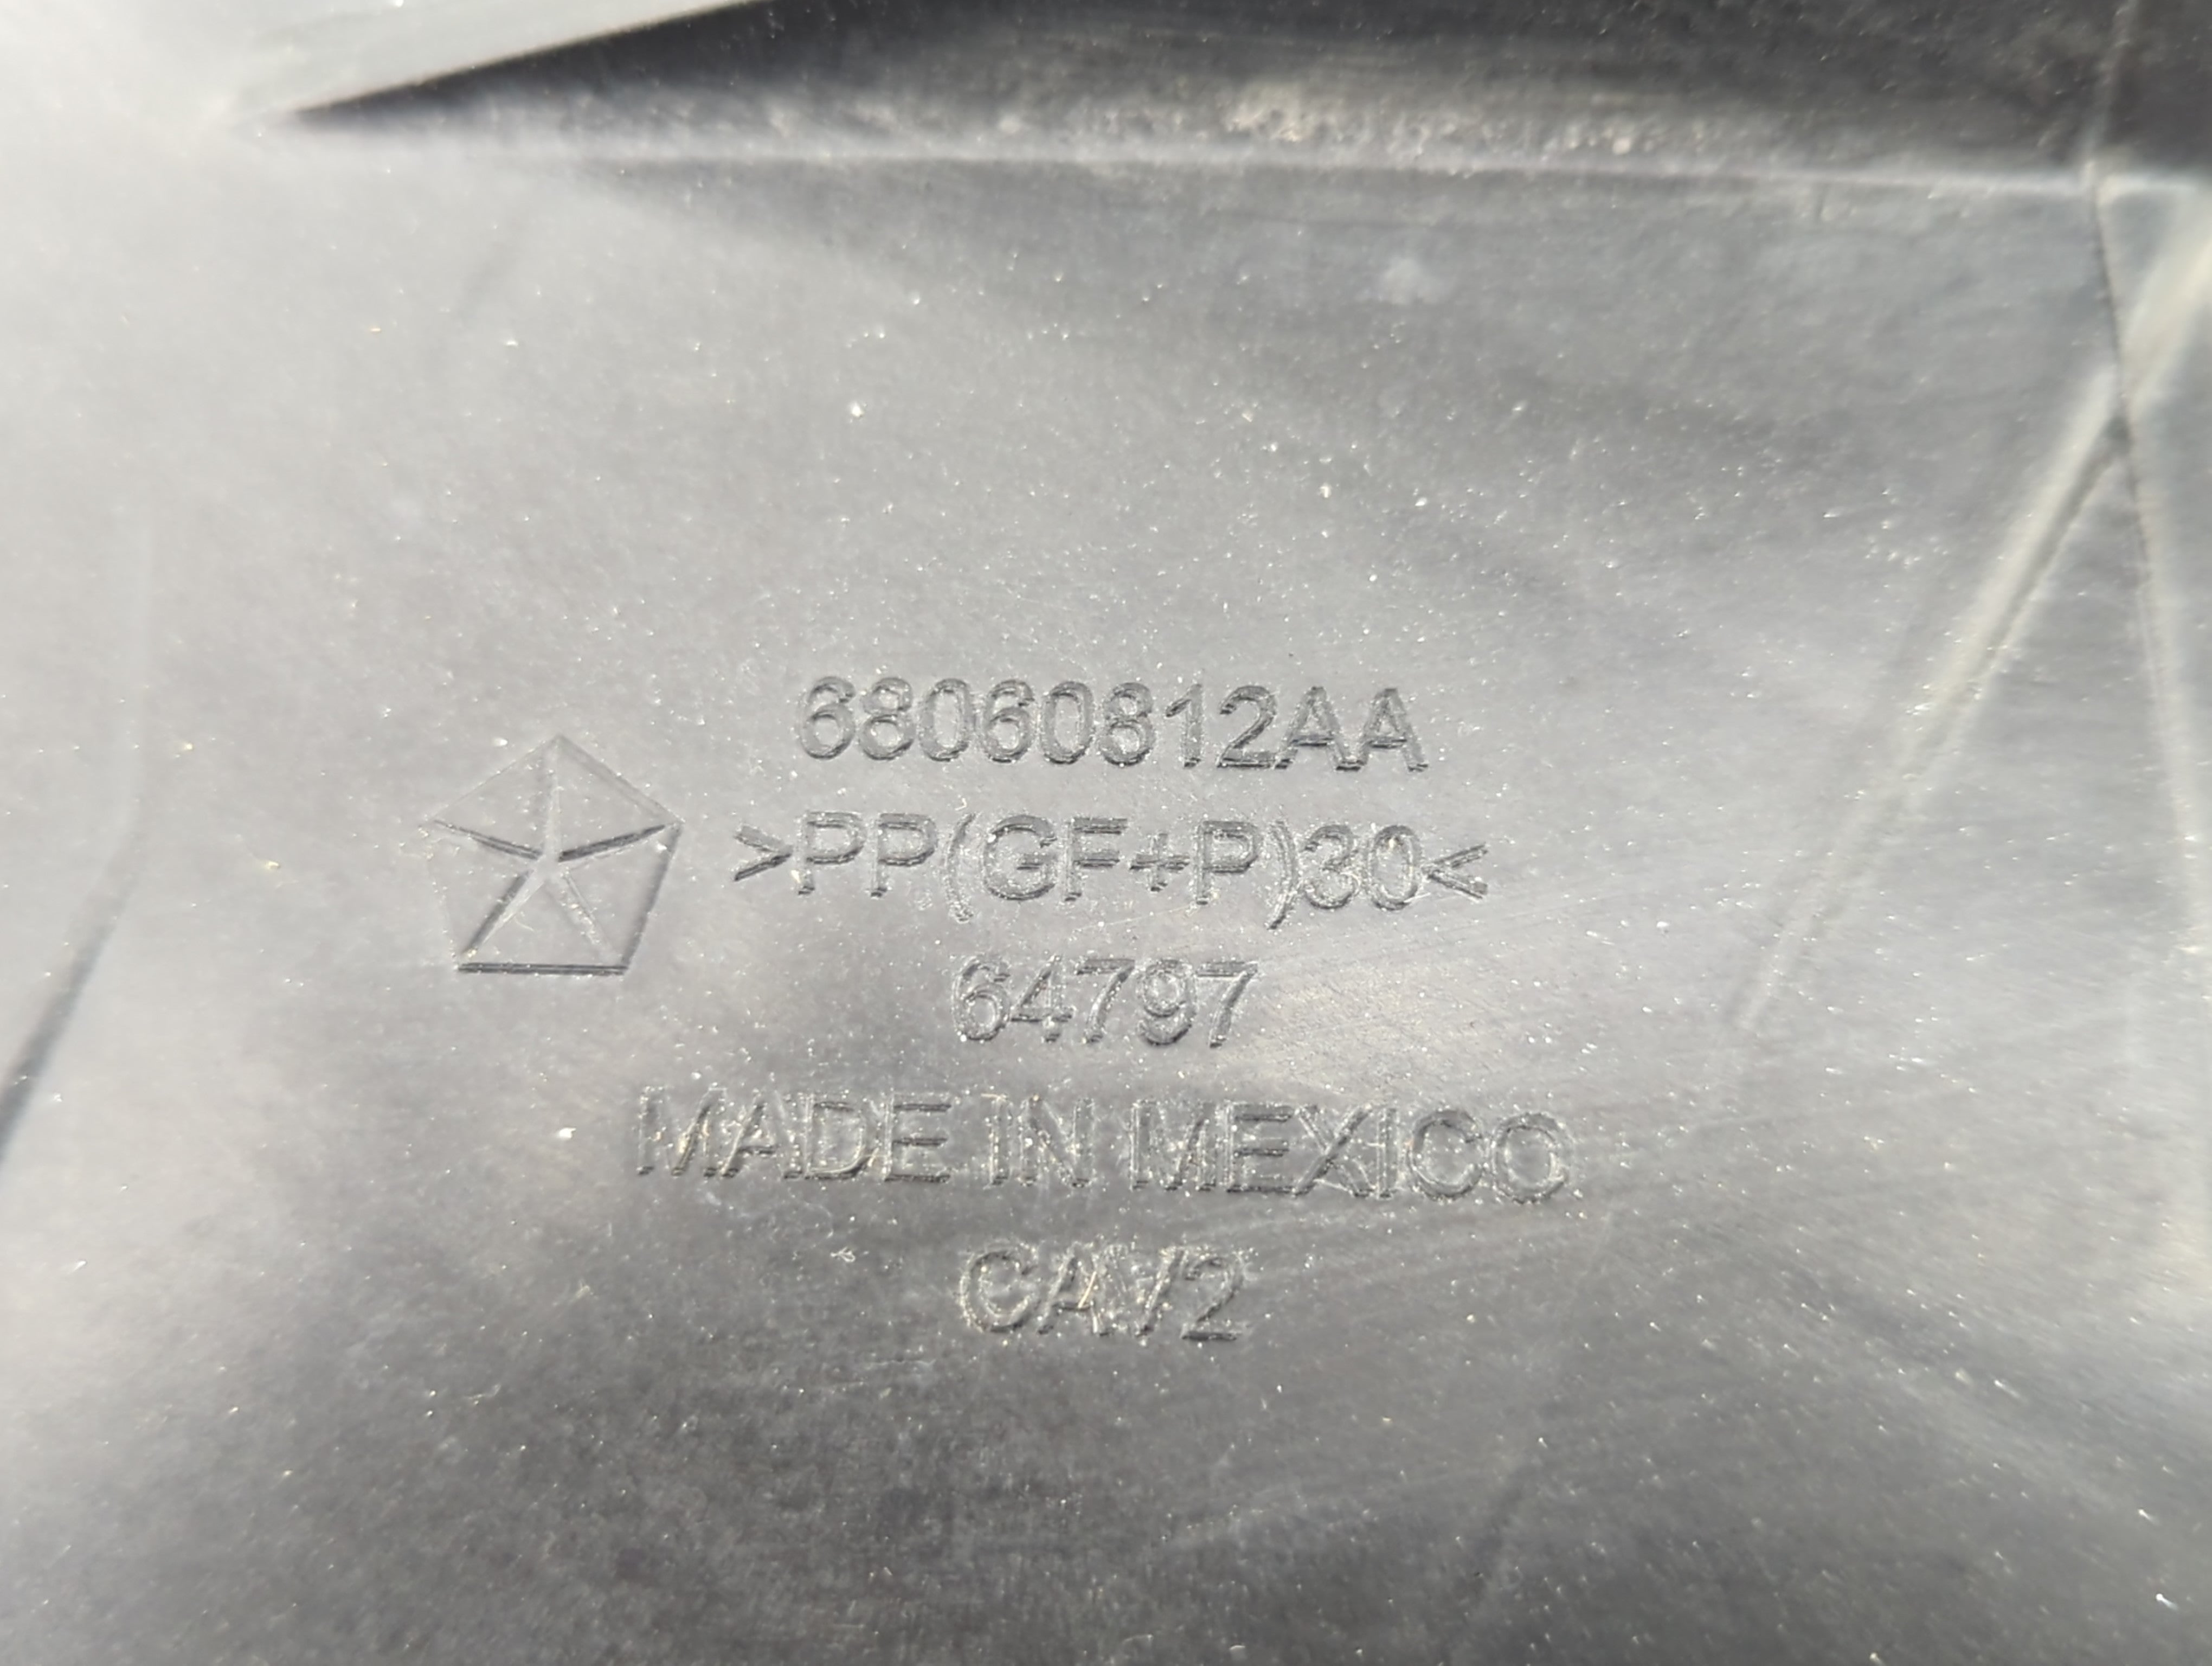 68060812AA
>PP(GF+P)30<
64797
MADE IN MEXICO
CAV2